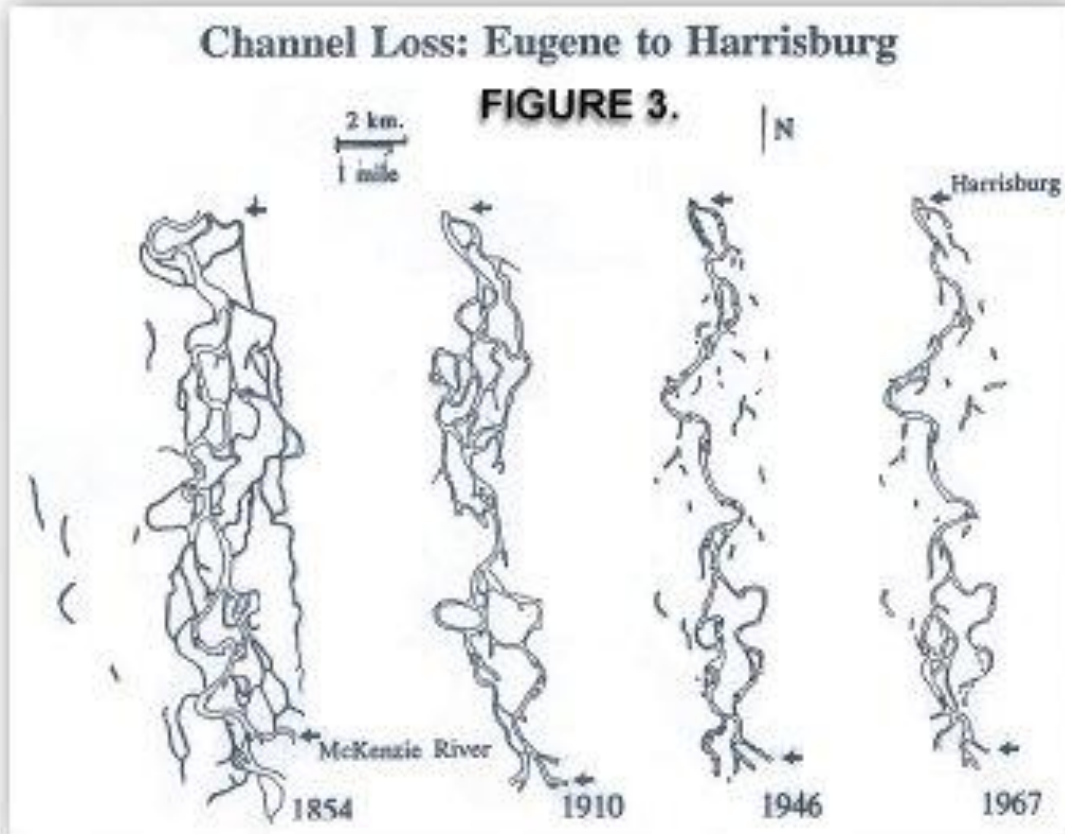 Channel Loss: Eugene to Harrisburg
FIGURE 3.
2 km.
1 mile
N
Harrisburg
McKenzie River
1854
1910
1946
1967